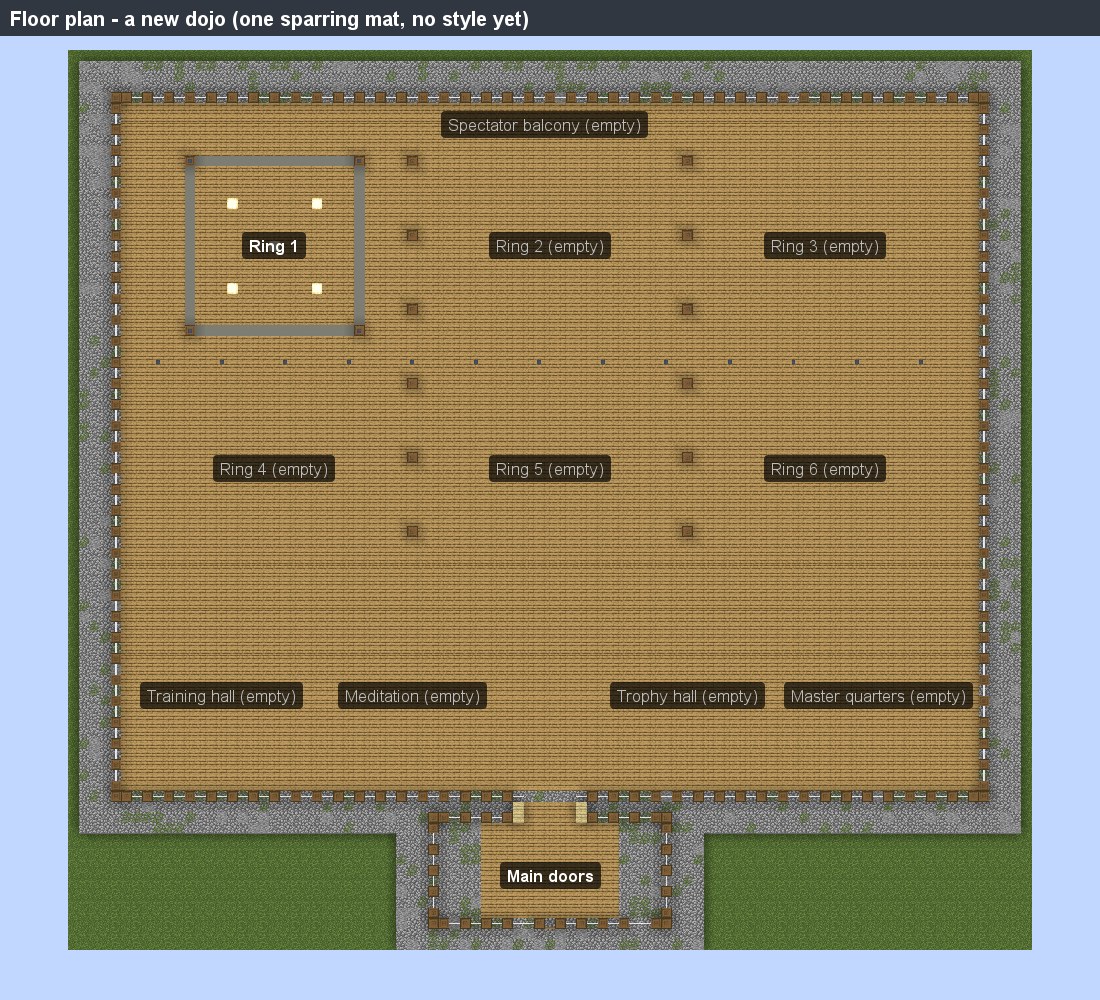 Floor plan - a new dojo (one sparring mat, no style yet)
Spectator balcony (empty)
Ring 1
Ring 2 (empty)
Ring 3 (empty)
Ring 4 (empty)
Ring 5 (empty)
Ring 6 (empty)
Training hall (empty)
Meditation (empty)
Trophy hall (empty)
Master quarters (empty)
Main doors